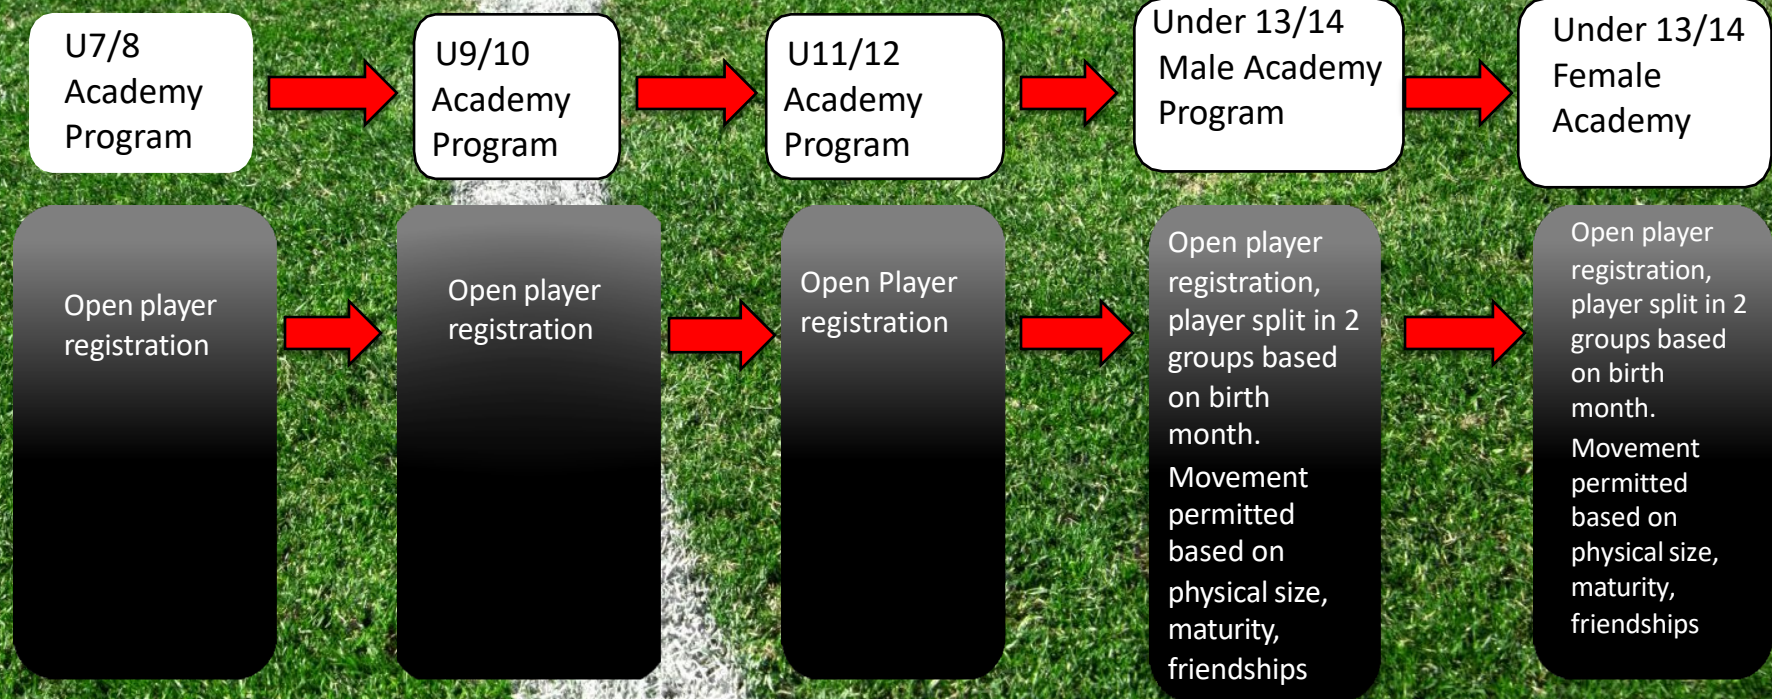 U7/8
Academy
Program
U9/10
Academy
Program
U11/12
Academy
Program
Under 13/14
Male Academy
Program
Under 13/14
Female
Academy
Open player
registration
Open player
registration
Open Player
registration
Open player
registration,
player split in 2
groups based
on birth
month.
Movement
permitted
based on
physical size,
maturity,
friendships
Open player
registration,
player split in 2
groups based
on birth
month.
Movement
permitted
based on
physical size,
maturity,
friendships